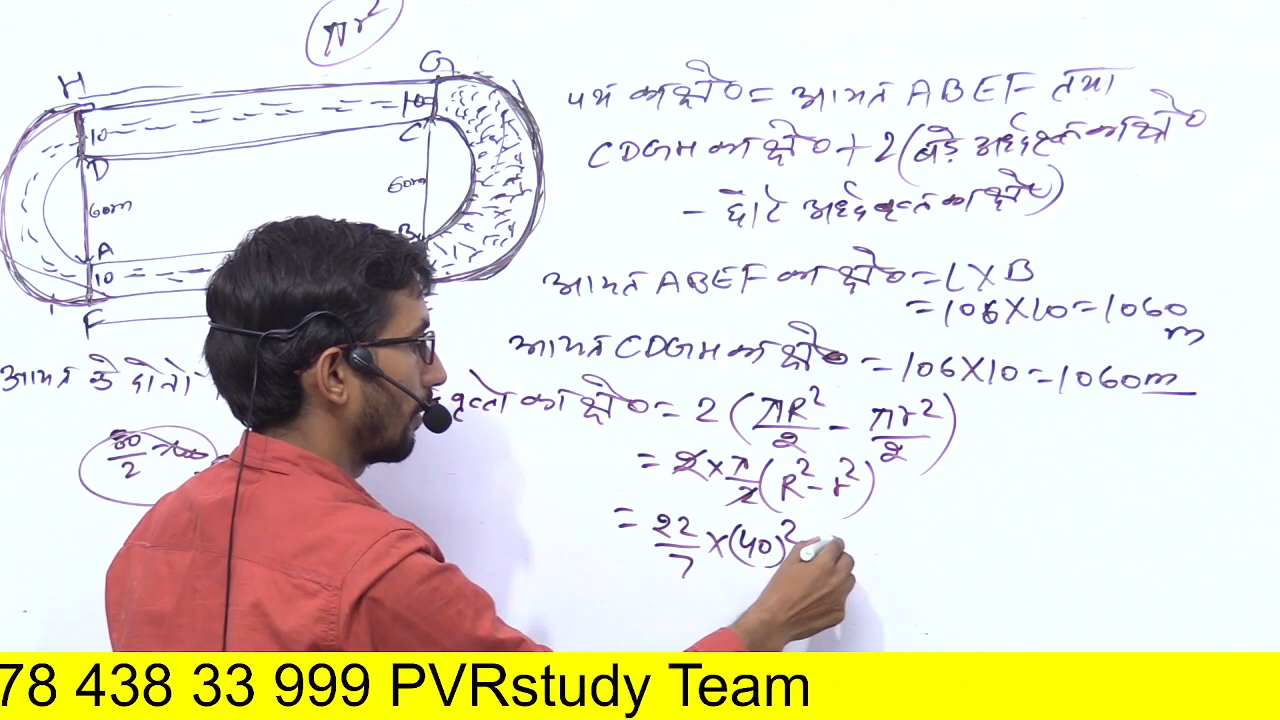 πr²
H
G
10
10
D
C
60m
60m
A
B
10
F
पथ का क्षे० = आयत ABEF तथा
CDGH का क्षे० + 2(बड़े अर्धवृत्त का क्षे०
- छोटे अर्धवृत्त का क्षे०)
आयत ABEF का क्षे० = L X B
= 106 X 10 = 1060
m
आयत CDGH का क्षे० = 106 X 10 = 1060m
आयत के दोनों
वृत्तो का क्षे० = 2 (πR²/2 - πr²/2)
80/2
= 2 x π/2 (R² - r²)
= 22/7 x (40)²
78 438 33 999 PVRstudy Team